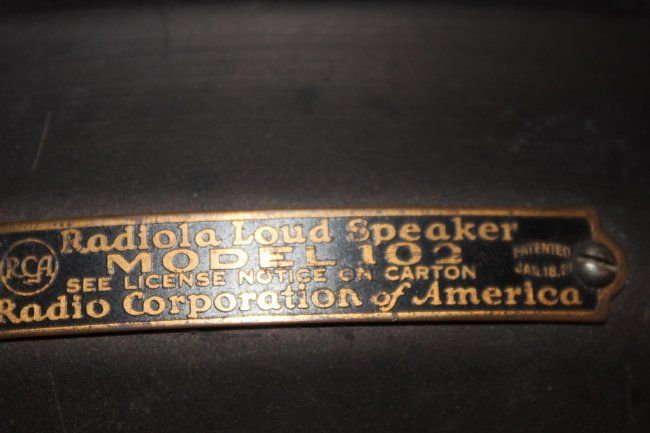 Radiola Loud Speaker
RCA
MODEL 102
PATENTED
SEE LICENSE NOTICE ON CARTON
JAN. 18. 21
Radio Corporation of America